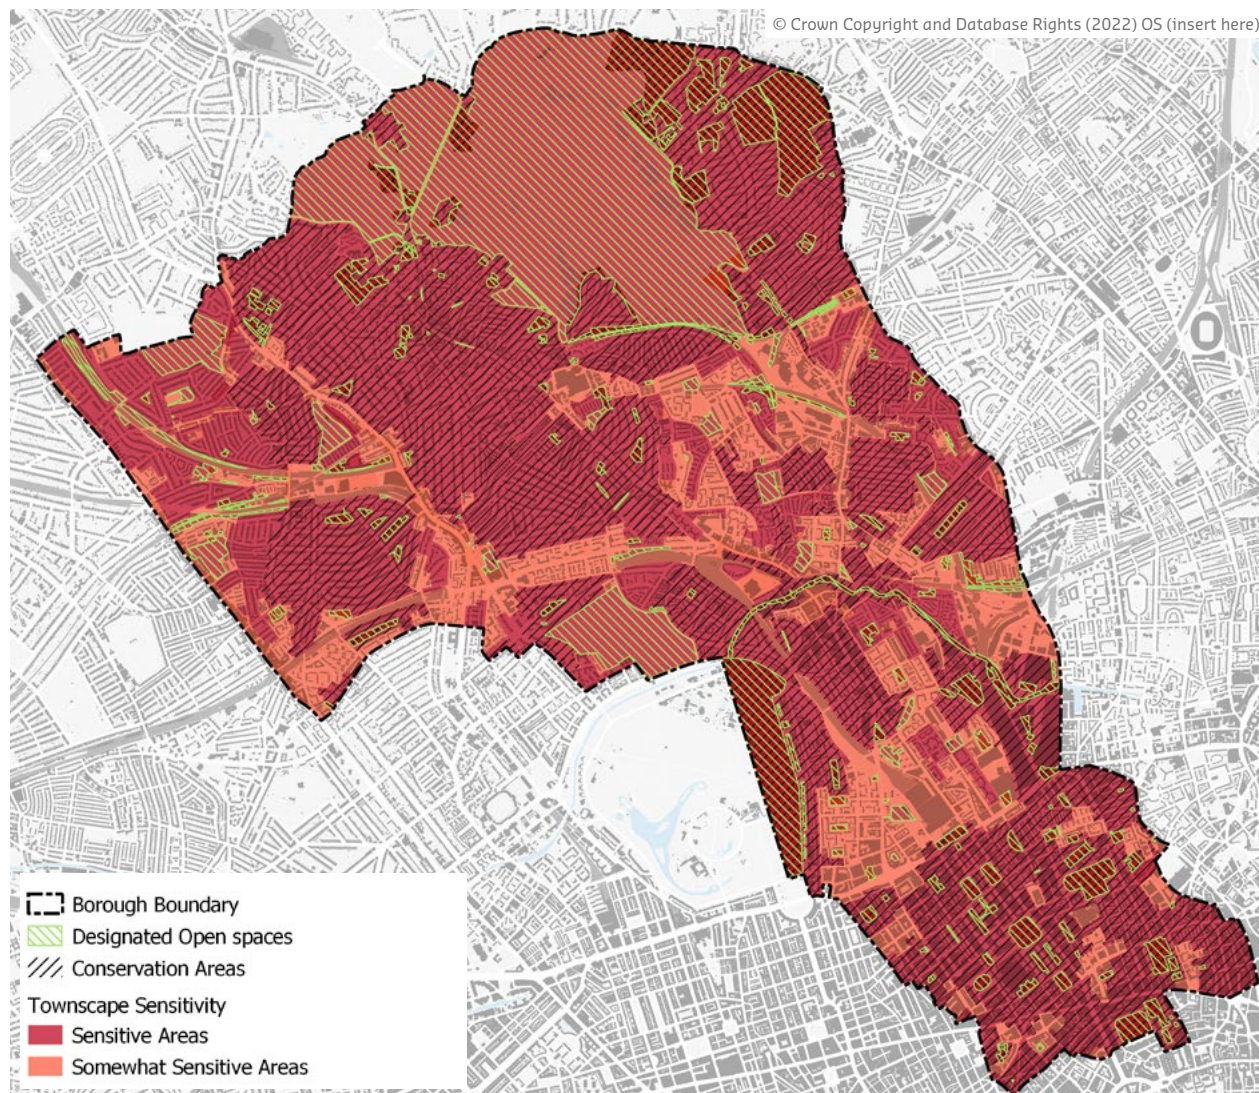 © Crown Copyright and Database Rights (2022) OS (insert here)
Borough Boundary
Designated Open spaces
Conservation Areas
Townscape Sensitivity
Sensitive Areas
Somewhat Sensitive Areas